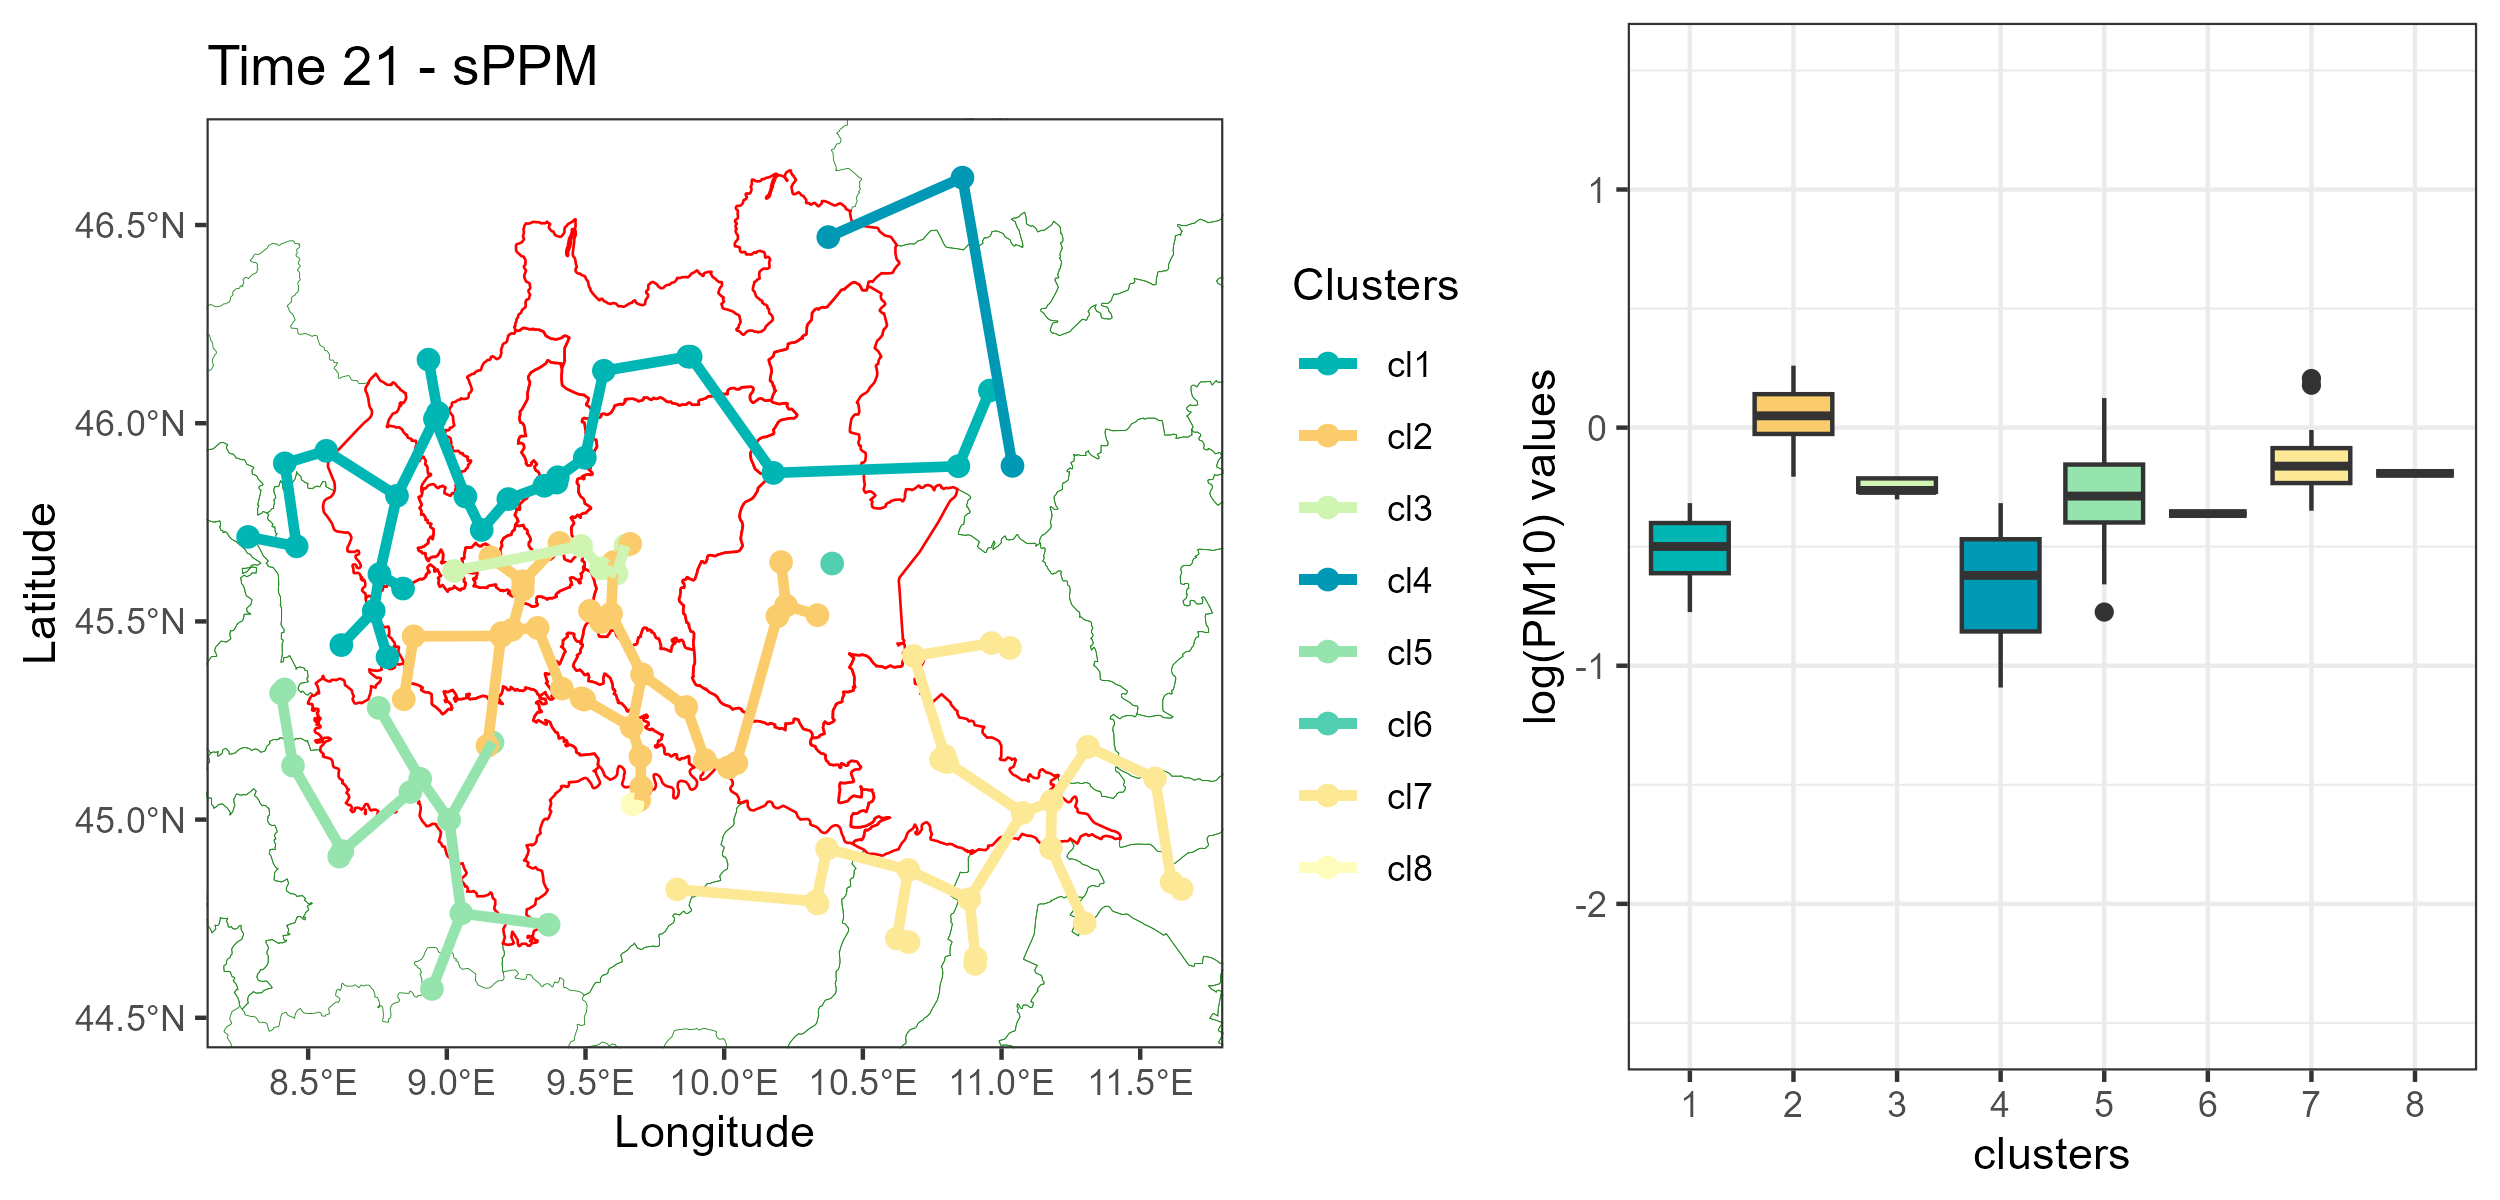 Time 21 - sPPM
46.5°N
46.0°N
45.5°N
45.0°N
44.5°N
Latitude
8.5°E 9.0°E 9.5°E 10.0°E 10.5°E 11.0°E 11.5°E
Longitude
Clusters
cl1
cl2
cl3
cl4
cl5
cl6
cl7
cl8
log(PM10) values
1
0
-1
-2
1 2 3 4 5 6 7 8
clusters